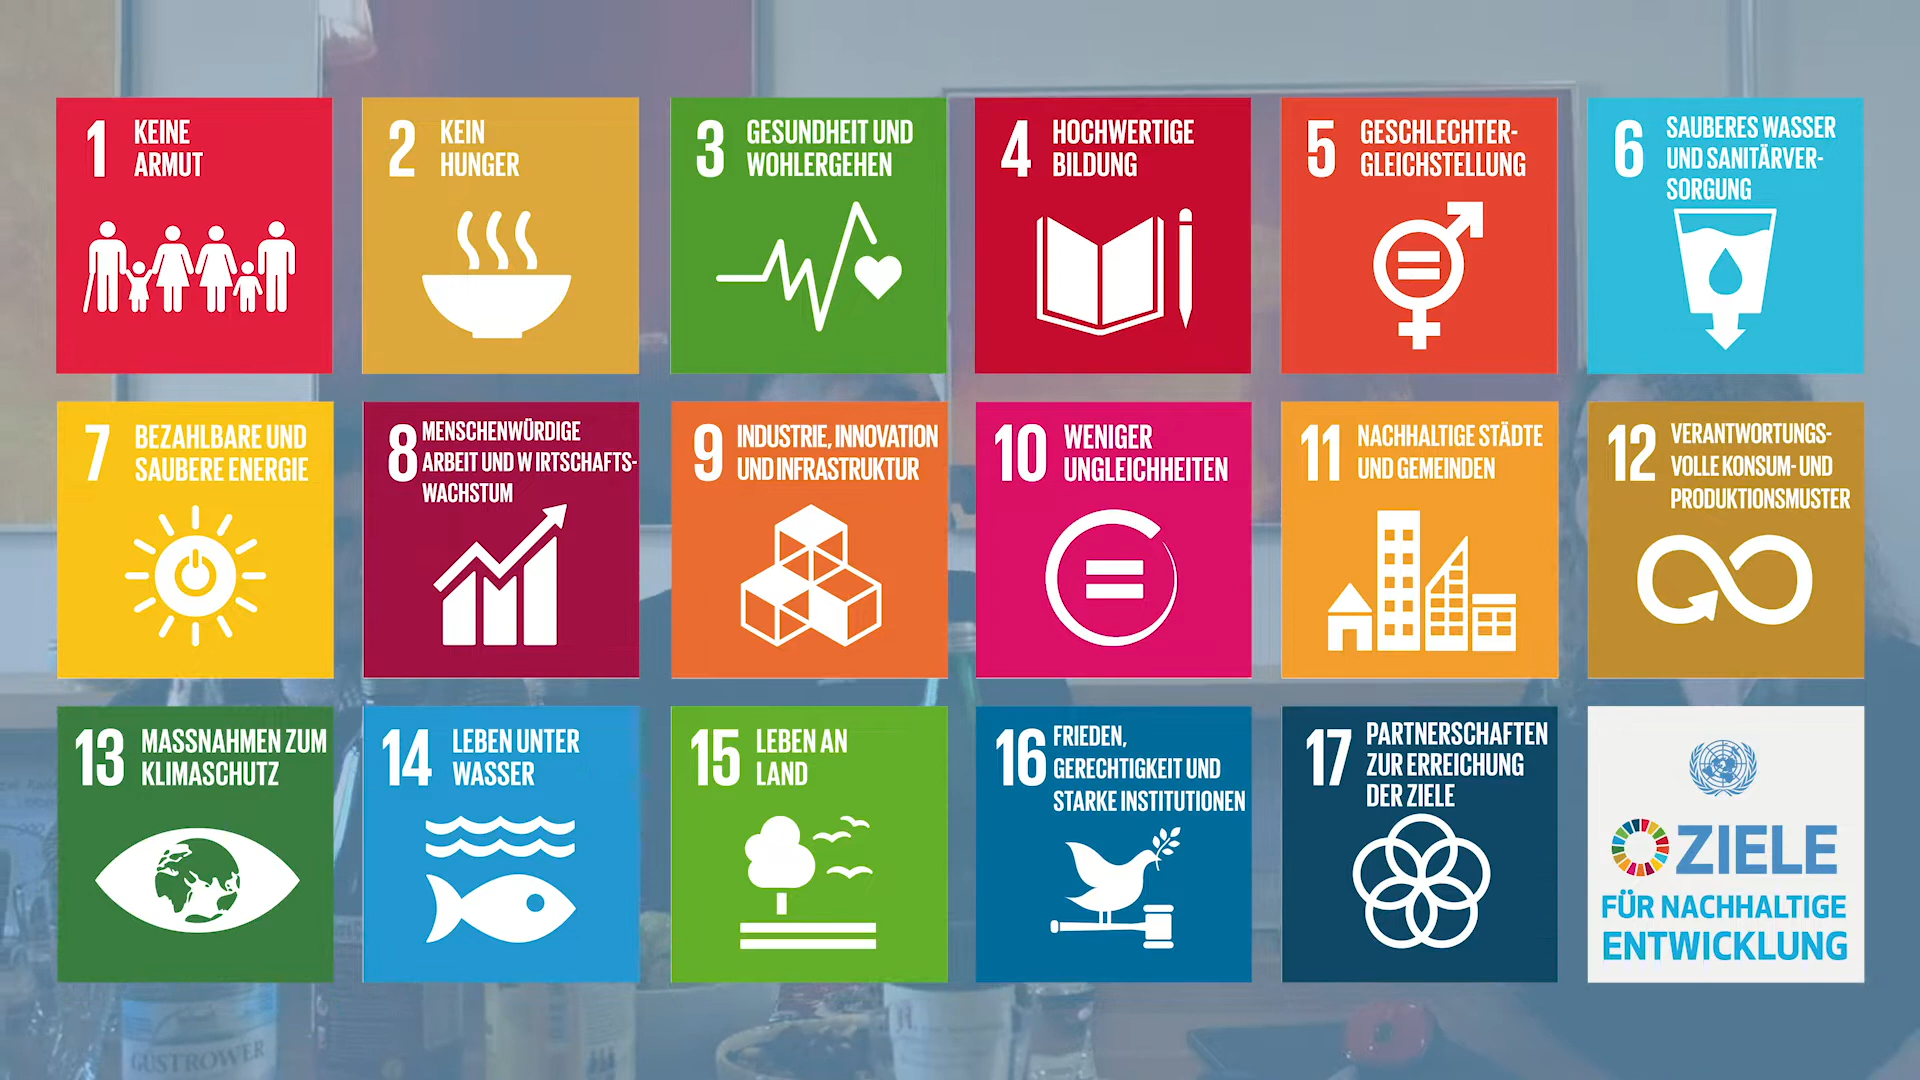 1 KEINE
ARMUT
2 KEIN
HUNGER
3 GESUNDHEIT UND
WOHLERGEHEN
4 HOCHWERTIGE
BILDUNG
5 GESCHLECHTER-
GLEICHSTELLUNG
6 SAUBERES WASSER
UND SANITÄRVER-
SORGUNG
7 BEZAHLBARE UND
SAUBERE ENERGIE
8 MENSCHENWÜRDIGE
ARBEIT UND W IRTSCHAFTS-
WACHSTUM
9 INDUSTRIE, INNOVATION
UND INFRASTRUKTUR
10 WENIGER
UNGLEICHHEITEN
11 NACHHALTIGE STÄDTE
UND GEMEINDEN
12 VERANTWORTUNGS-
VOLLE KONSUM- UND
PRODUKTIONSMUSTER
13 MASSNAHMEN ZUM
KLIMASCHUTZ
14 LEBEN UNTER
WASSER
15 LEBEN AN
LAND
16 FRIEDEN,
GERECHTIGKEIT UND
STARKE INSTITUTIONEN
17 PARTNERSCHAFTEN
ZUR ERREICHUNG
DER ZIELE
ZIELE
FÜR NACHHALTIGE
ENTWICKLUNG
GUSTROWER